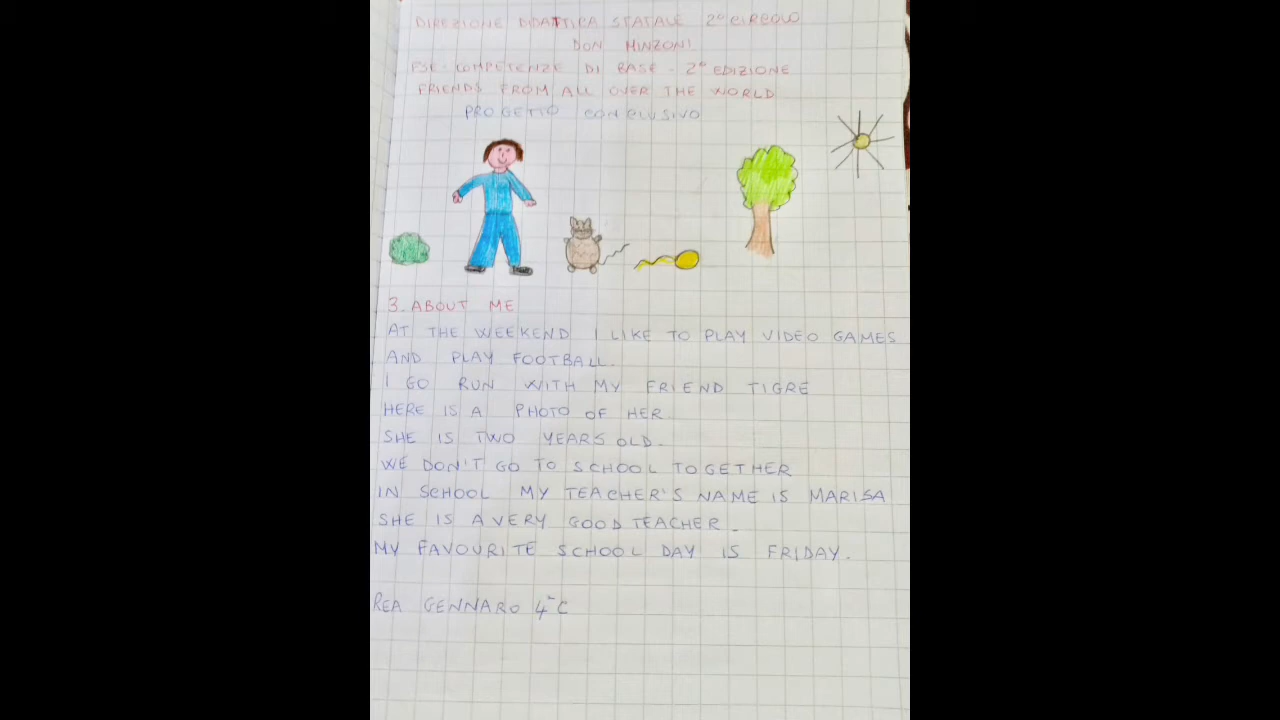 DIREZIONE DIDATTICA STATALE 2° CIRCOLO
DON MINZONI
FSE-COMPETENZE DI BASE - 2° EDIZIONE
FRIENDS FROM ALL OVER THE WORLD
PROGETTO CONCLUSIVO
3. ABOUT ME
AT THE WEEKEND I LIKE TO PLAY VIDEO GAMES
AND PLAY FOOTBALL.
I GO RUN WITH MY FRIEND TIGRE
HERE IS A PHOTO OF HER
SHE IS TWO YEARS OLD.
WE DON'T GO TO SCHOOL TOGETHER
IN SCHOOL MY TEACHER'S NAME IS MARISA
SHE IS A VERY GOOD TEACHER.
MY FAVOURITE SCHOOL DAY IS FRIDAY.
REA GENNARO 4ªC